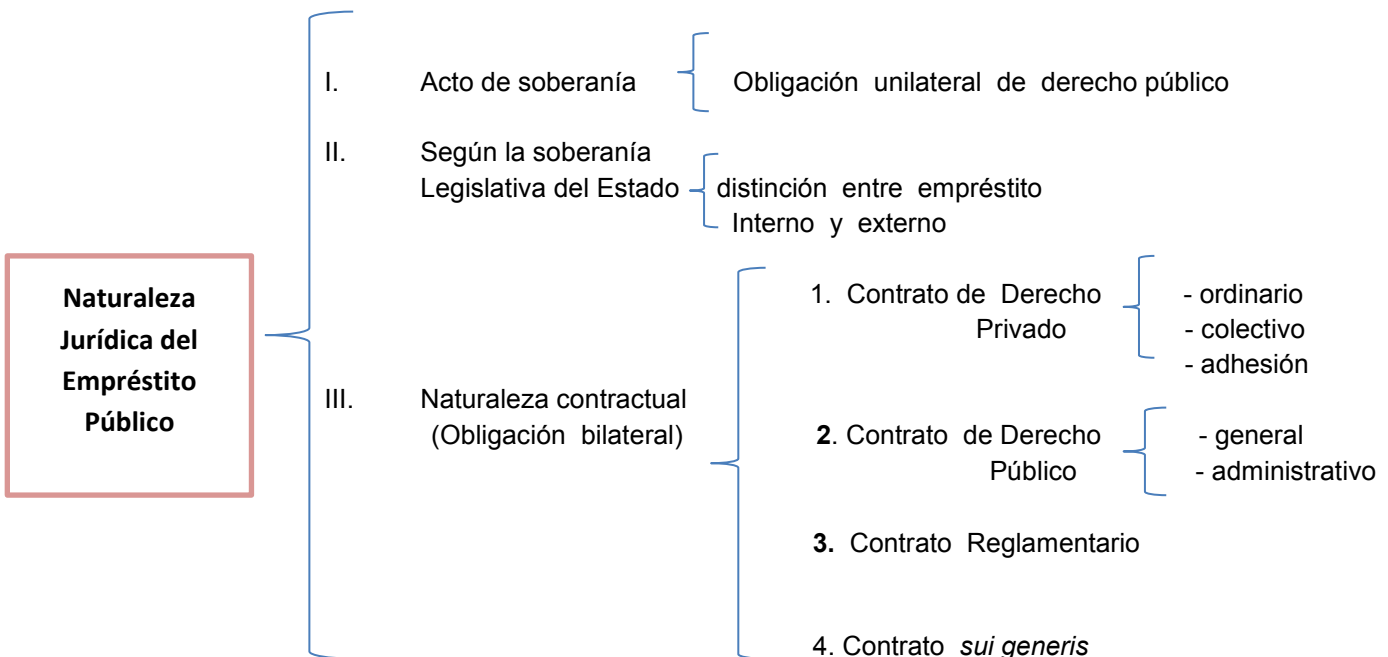 Naturaleza
Jurídica del
Empréstito
Público
I. Acto de soberanía
Obligación unilateral de derecho público
II. Según la soberanía
Legislativa del Estado
distinción entre empréstito
Interno y externo
III. Naturaleza contractual
(Obligación bilateral)
1. Contrato de Derecho
Privado
- ordinario
- colectivo
- adhesión
2. Contrato de Derecho
Público
- general
- administrativo
3. Contrato Reglamentario
4. Contrato sui generis